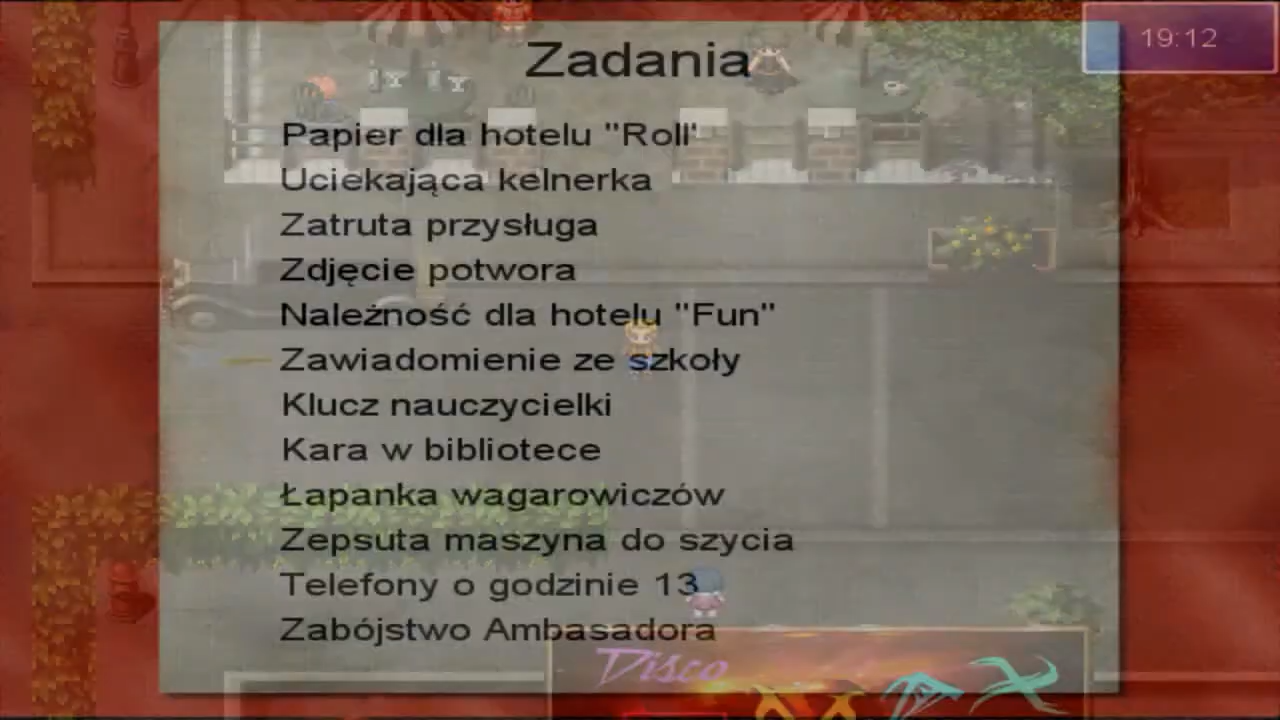 Zadania
19:12
Papier dla hotelu "Roll"
Uciekająca kelnerka
Zatruta przysługa
Zdjęcie potwora
Należność dla hotelu "Fun"
Zawiadomienie ze szkoły
Klucz nauczycielki
Kara w bibliotece
Łapanka wagarowiczów
Zepsuta maszyna do szycia
Telefony o godzinie 13
Zabójstwo Ambasadora
Disco